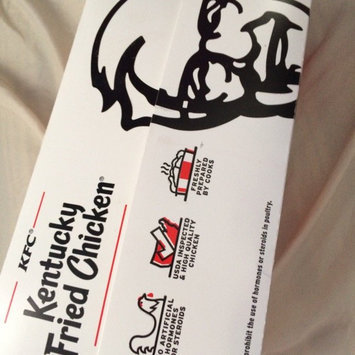 KFC®
Kentucky
Fried Chicken®
FRESHLY
PREPARED
BY COOKS
USDA INSPECTED
& HIGH QUALITY
CHICKEN
ARTIFICIAL
HORMONES
OR STEROIDS
prohibit the use of hormones or steroids in poultry.